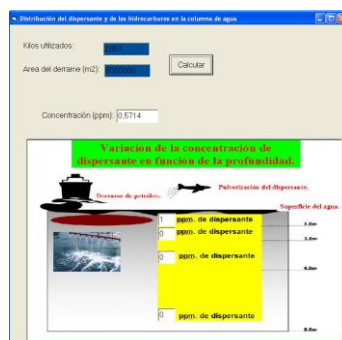 Distribución del dispersante y de los hidrocarburos en la columna de agua
Kilos utilizados:
Area del derrame (m2):
Calcular
Concentración (ppm): 0,5714
Variación de la concentración de
dispersante en función de la profundidad.
Derrame de petróleo.
Pulverización del dispersante.
Superficie del agua.
1 ppm. de dispersante
0 ppm. de dispersante
0 ppm. de dispersante
0 ppm. de dispersante